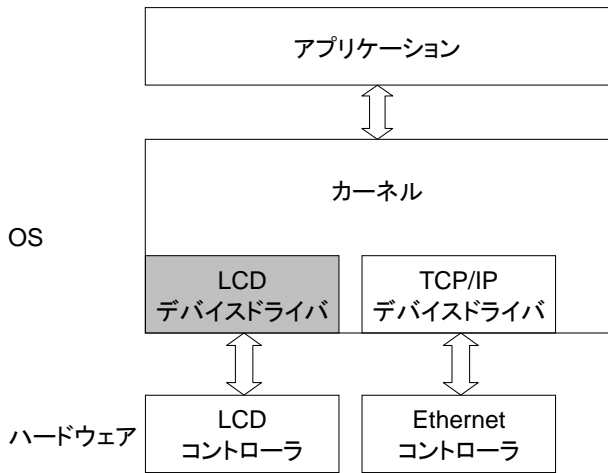 アプリケーション
カーネル
OS
LCD
デバイスドライバ
TCP/IP
デバイスドライバ
ハードウェア
LCD
コントローラ
Ethernet
コントローラ